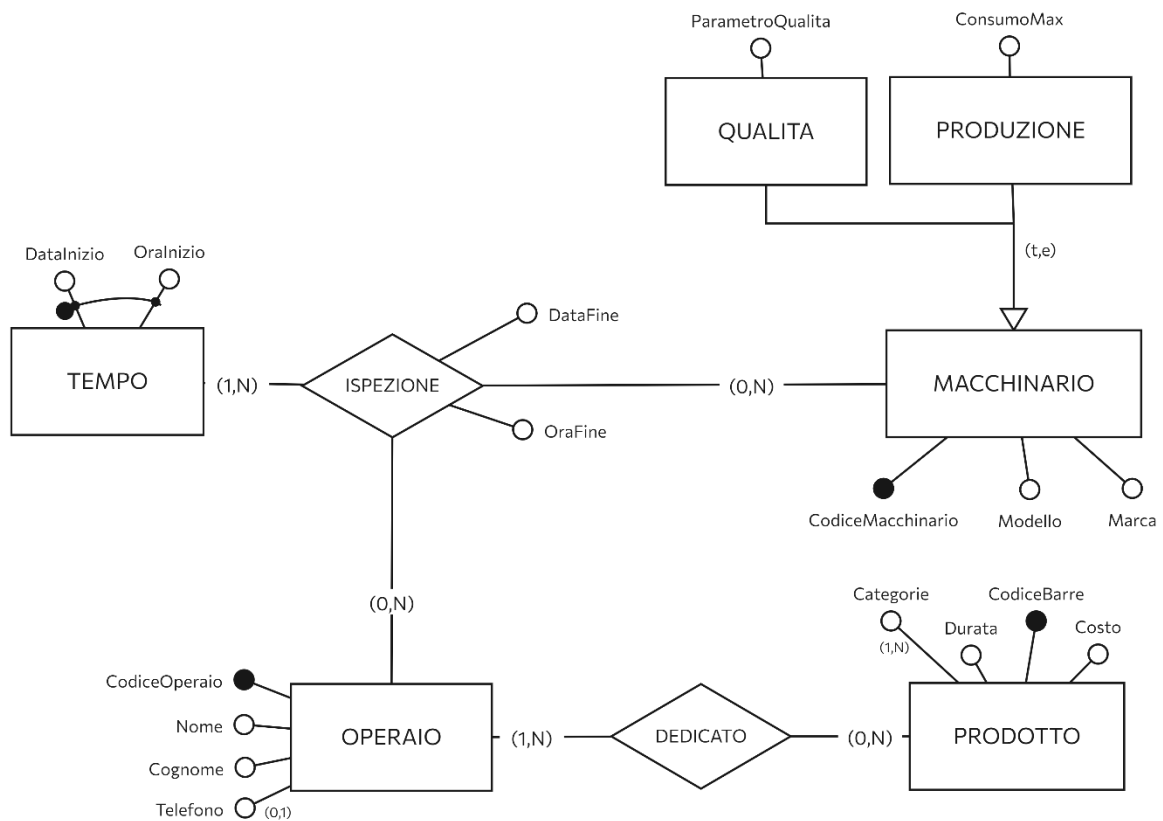 ParametroQualita
ConsumoMax
QUALITA
PRODUZIONE
(t,e)
DataInizio
OraInizio
TEMPO
(1,N)
ISPEZIONE
DataFine
OraFine
(0,N)
MACCHINARIO
CodiceMacchinario
Modello
Marca
(0,N)
CodiceOperaio
Nome
Cognome
Telefono
(0,1)
OPERAIO
(1,N)
DEDICATO
(0,N)
Categorie
(1,N)
Durata
CodiceBarre
Costo
PRODOTTO